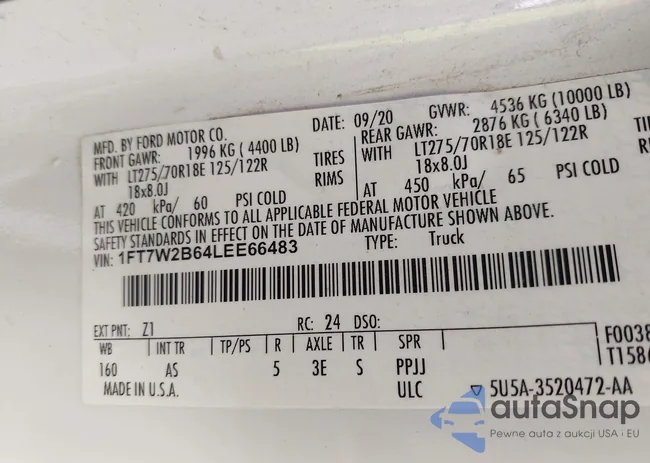 MFD. BY FORD MOTOR CO. DATE: 09/20 GVWR: 4536 KG (10000 LB)
FRONT GAWR: 1996 KG ( 4400 LB) REAR GAWR: 2876 KG ( 6340 LB)
WITH LT275/70R18E 125/122R TIRES WITH LT275/70R18E 125/122R TIRE
18x8.0J RIMS 18x8.0J RIM
AT 420 kPa/ 60 PSI COLD AT 450 kPa/ 65 PSI COLD
THIS VEHICLE CONFORMS TO ALL APPLICABLE FEDERAL MOTOR VEHICLE
SAFETY STANDARDS IN EFFECT ON THE DATE OF MANUFACTURE SHOWN ABOVE.
VIN: 1FT7W2B64LEE66483 TYPE: Truck
EXT PNT: Z1 RC: 24 DSO:
WB INT TR TP/PS R AXLE TR SPR F0038
160 AS 5 3E S PPJJ T1586
MADE IN U.S.A. ULC 5U5A-3520472-AA
autaSnap
Pewne auta z aukcji USA i EU